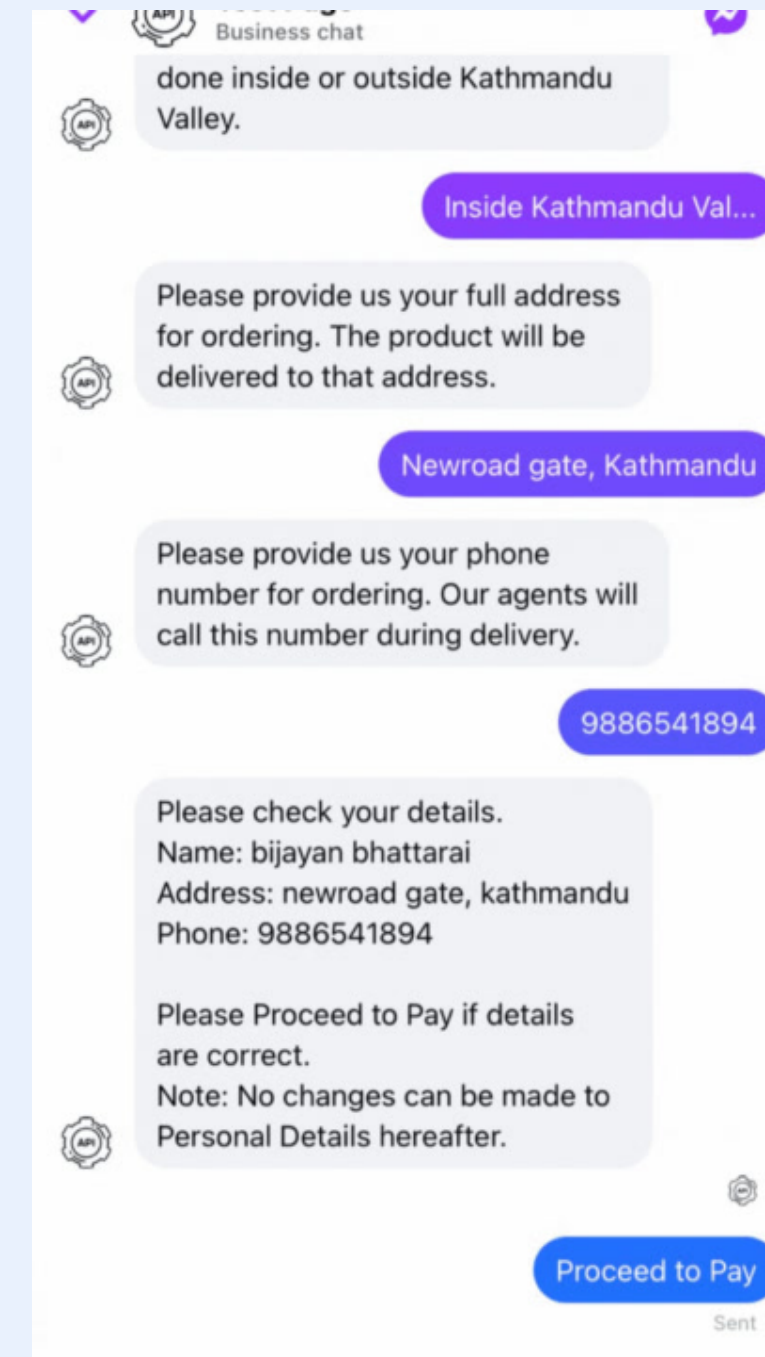 Business chat
done inside or outside Kathmandu
Valley.
API
Inside Kathmandu Val...
Please provide us your full address
for ordering. The product will be
delivered to that address.
API
Newroad gate, Kathmandu
Please provide us your phone
number for ordering. Our agents will
call this number during delivery.
API
9886541894
Please check your details.
Name: bijayan bhattarai
Address: newroad gate, kathmandu
Phone: 9886541894
Please Proceed to Pay if details
are correct.
Note: No changes can be made to
Personal Details hereafter.
API
Proceed to Pay
Sent